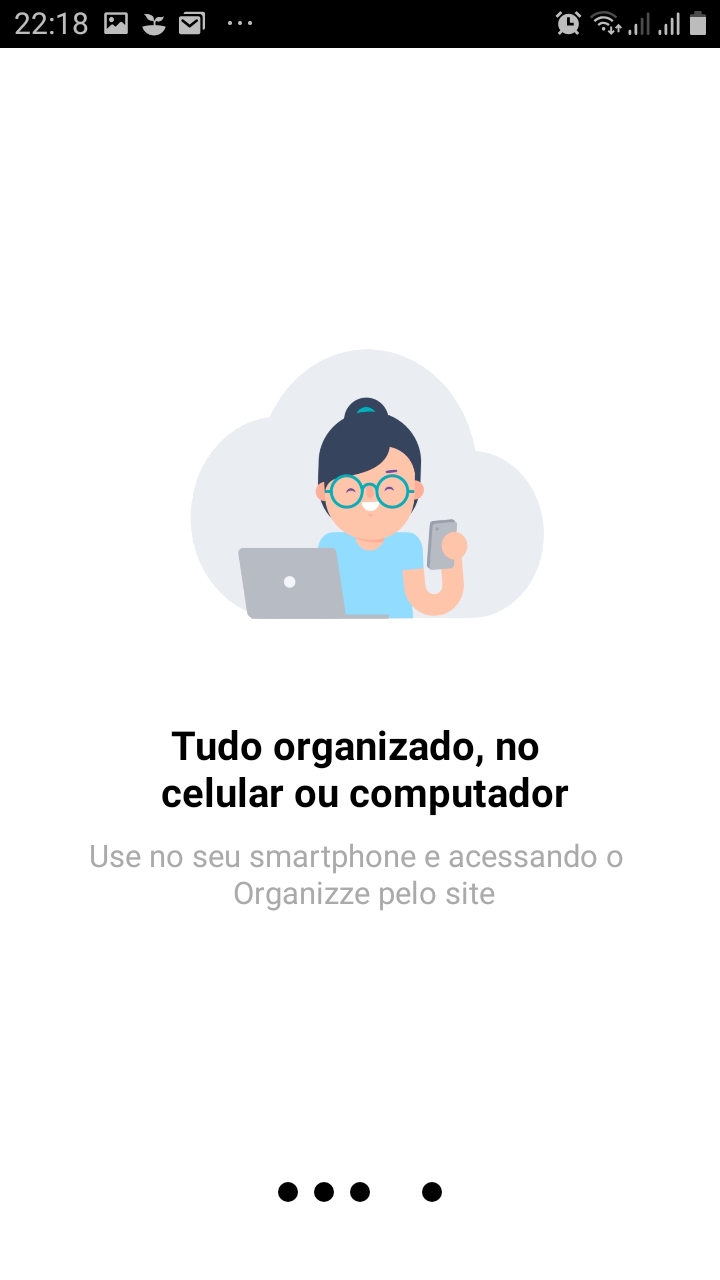 22:18
Tudo organizado, no
celular ou computador
Use no seu smartphone e acessando o
Organizze pelo site